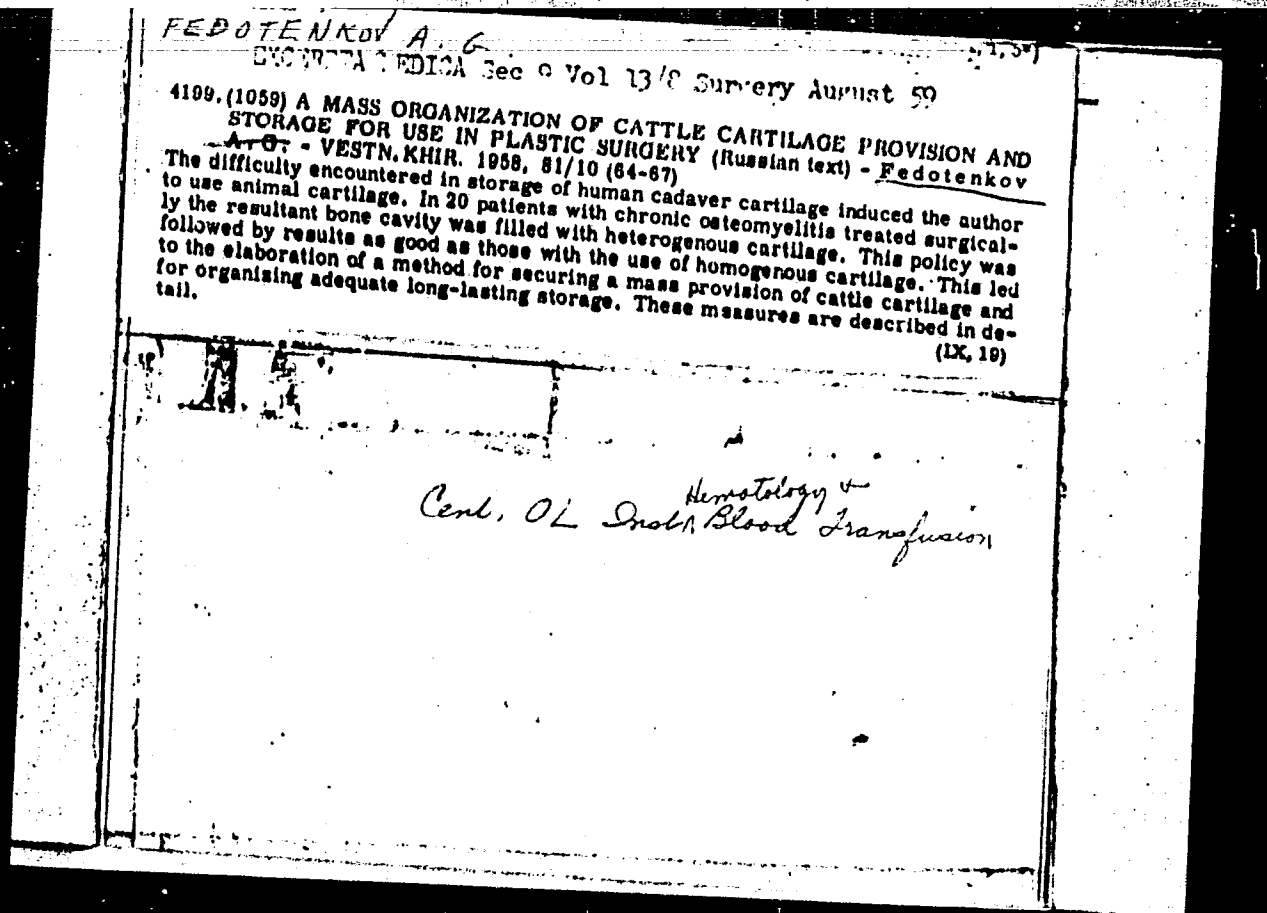 FEDOTENKOV A. G
EXCERPTA MEDICA Sec 9 Vol 13/8 Surgery August 59
4199. (1059) A MASS ORGANIZATION OF CATTLE CARTILAGE PROVISION AND
STORAGE FOR USE IN PLASTIC SURGERY (Russian text) - Fedotenkov
A. G. - VESTN. KHIR. 1958, 81/10 (64-67)
The difficulty encountered in storage of human cadaver cartilage induced the author
to use animal cartilage. In 20 patients with chronic osteomyelitis treated surgical-
ly the resultant bone cavity was filled with heterogenous cartilage. This policy was
followed by results as good as those with the use of homogenous cartilage. This led
to the elaboration of a method for securing a mass provision of cattle cartilage and
for organising adequate long-lasting storage. These measures are described in de-
tail.
(IX, 19)
Hematology +
Cent. OL Inst. Blood Transfusion